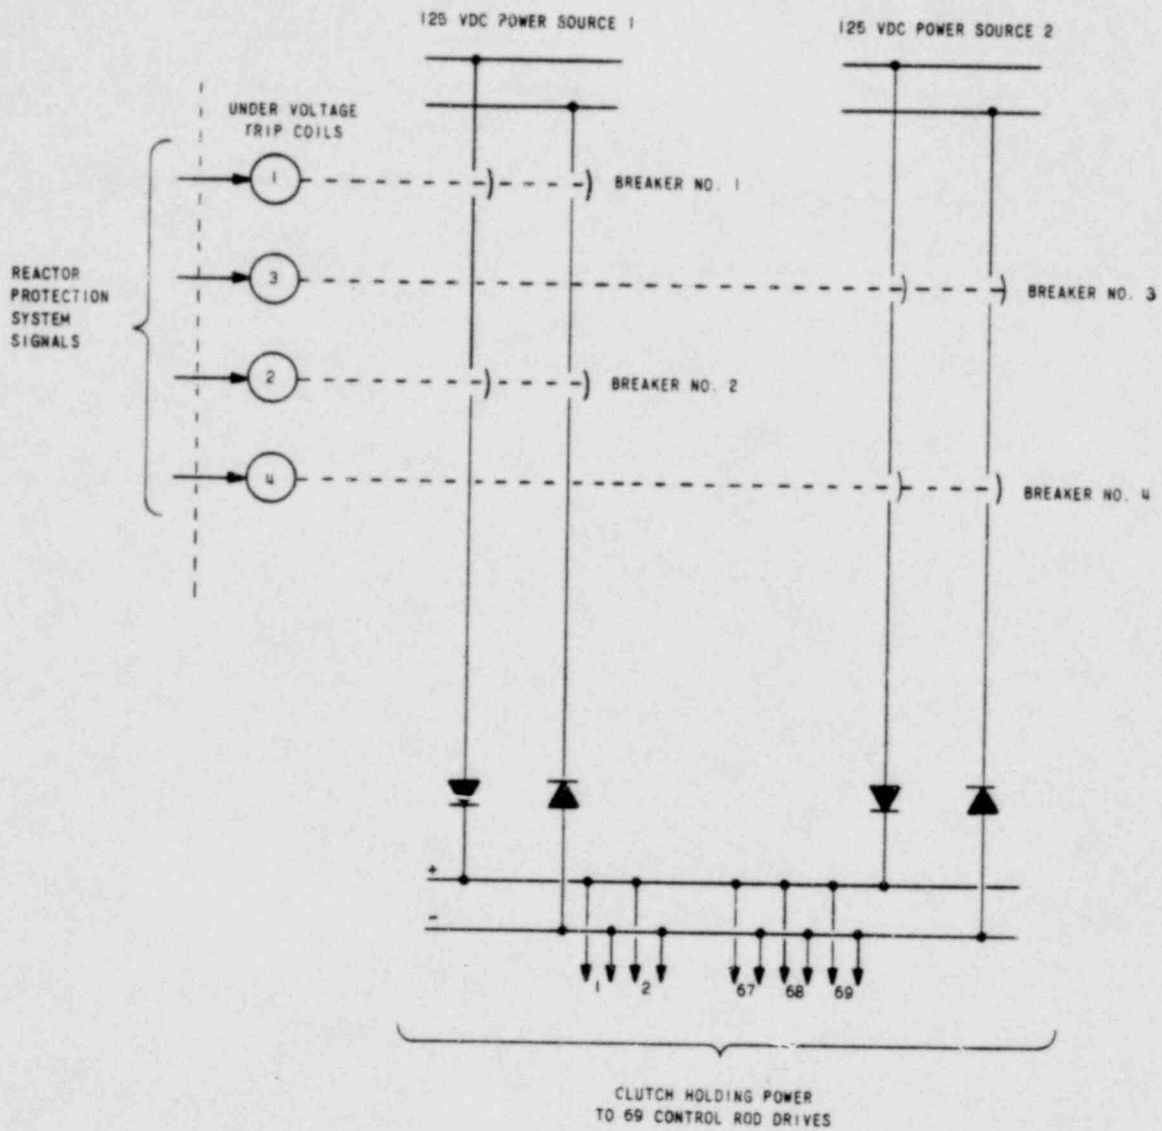 125 VDC POWER SOURCE 1
125 VDC POWER SOURCE 2
UNDER VOLTAGE
TRIP COILS
1
BREAKER NO. 1
REACTOR
PROTECTION
SYSTEM
SIGNALS
3
BREAKER NO. 3
2
BREAKER NO. 2
4
BREAKER NO. 4
+
-
1 2 67 68 69
CLUTCH HOLDING POWER
TO 69 CONTROL ROD DRIVES